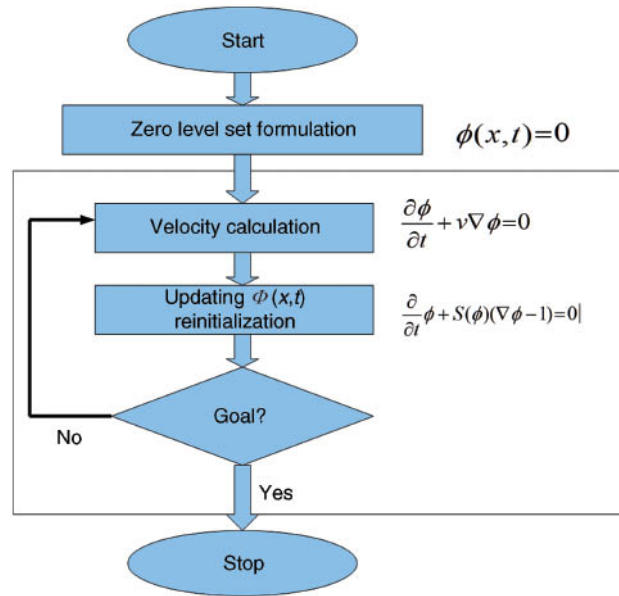 Start
Zero level set formulation
ϕ(x,t)=0
Velocity calculation
∂ϕ/∂t + v∇ϕ=0
Updating Φ(x,t)
reinitialization
∂/∂t ϕ+S(ϕ)(∇ϕ−1)=0|
Goal?
No
Yes
Stop